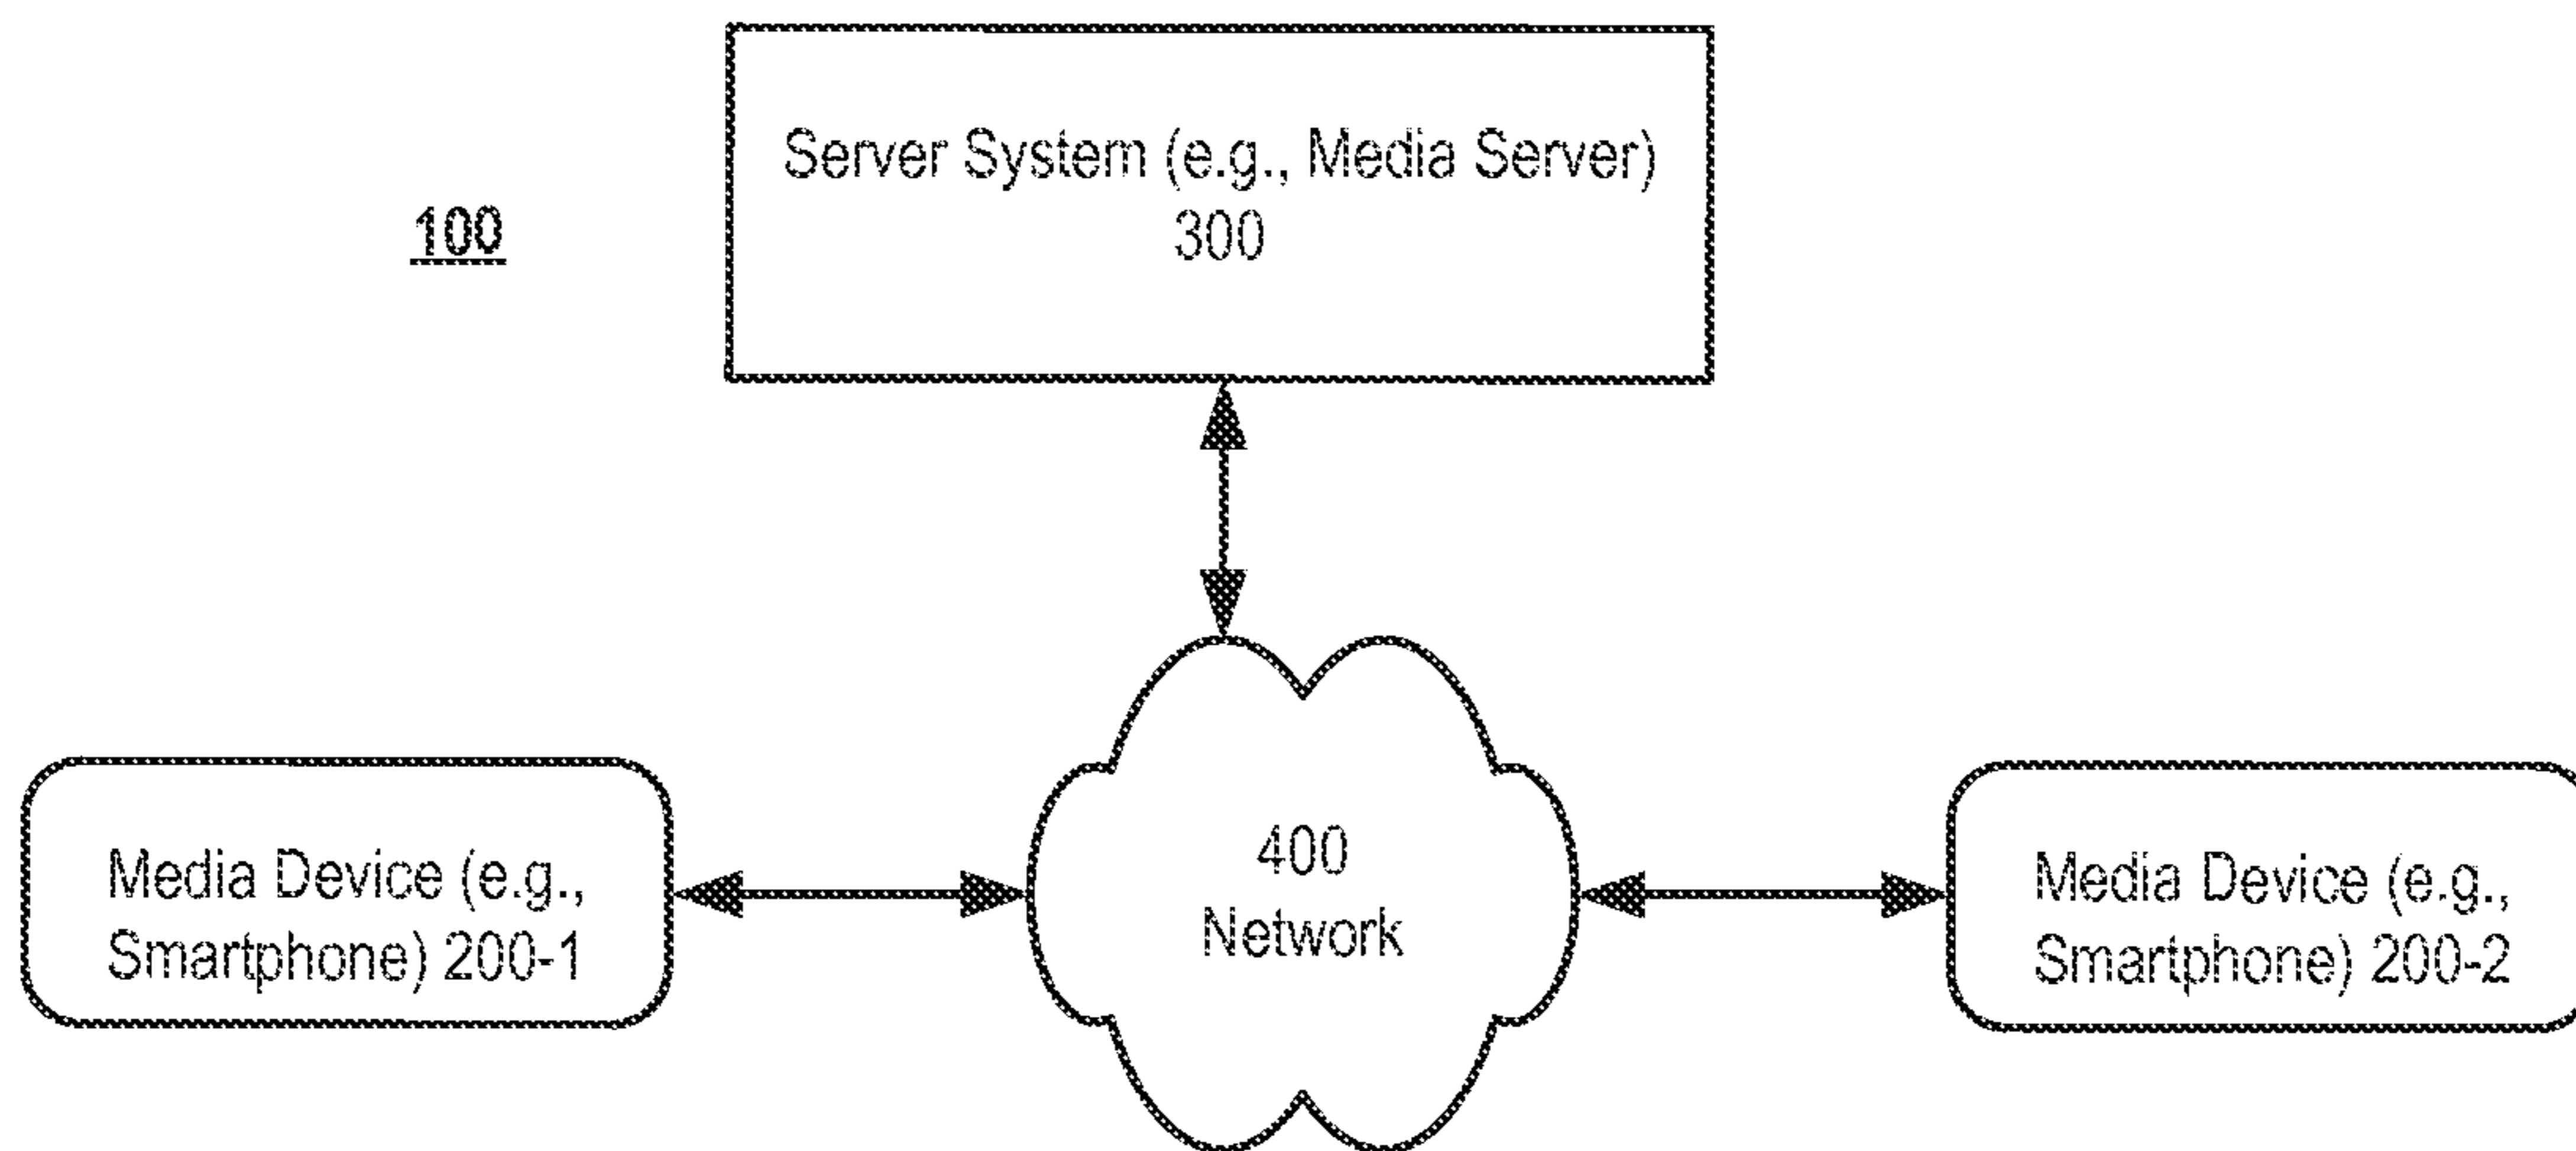 Server System (e.g., Media Server)
300
100
Media Device (e.g.,
Smartphone) 200-1
400
Network
Media Device (e.g.,
Smartphone) 200-2